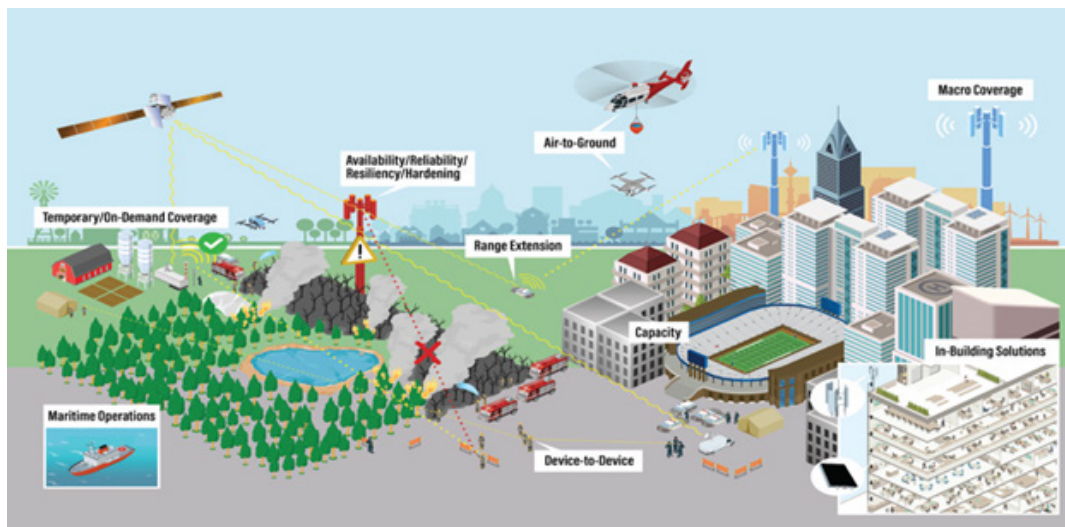 Macro Coverage
Air-to-Ground
Availability/Reliability/
Resiliency/Hardening
Temporary/On-Demand Coverage
Range Extension
Capacity
In-Building Solutions
Maritime Operations
Device-to-Device
!
H